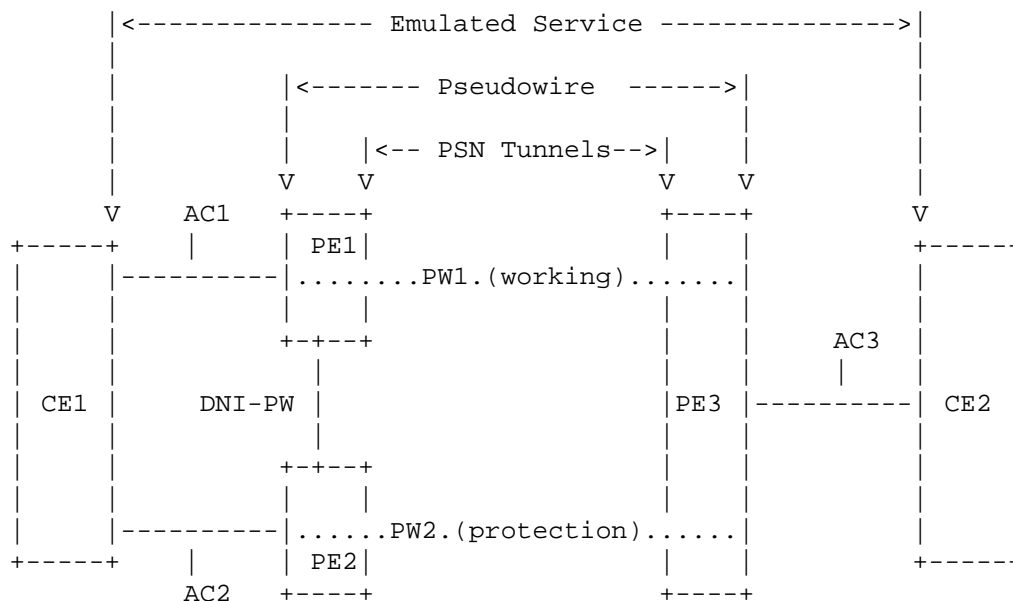 |<--------------- Emulated Service -------------->|
|<------- Pseudowire ------>|
|<-- PSN Tunnels-->|
V V V V
V AC1 V
PE1
PW1.(working)
AC3
CE1 DNI-PW PE3 CE2
PW2.(protection)
PE2
AC2